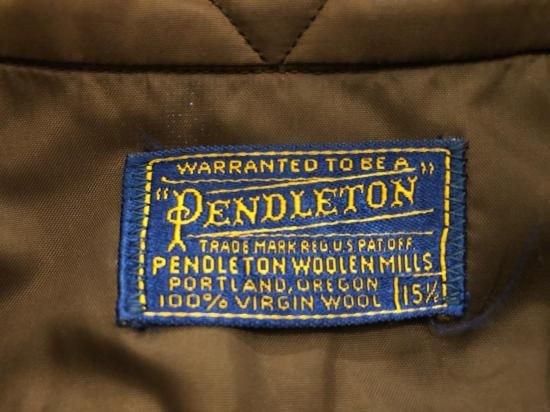 WARRANTED TO BE A
"PENDLETON"
TRADE MARK REG. U.S. PAT. OFF.
PENDLETON WOOLEN MILLS
PORTLAND, OREGON
100% VIRGIN WOOL 15½